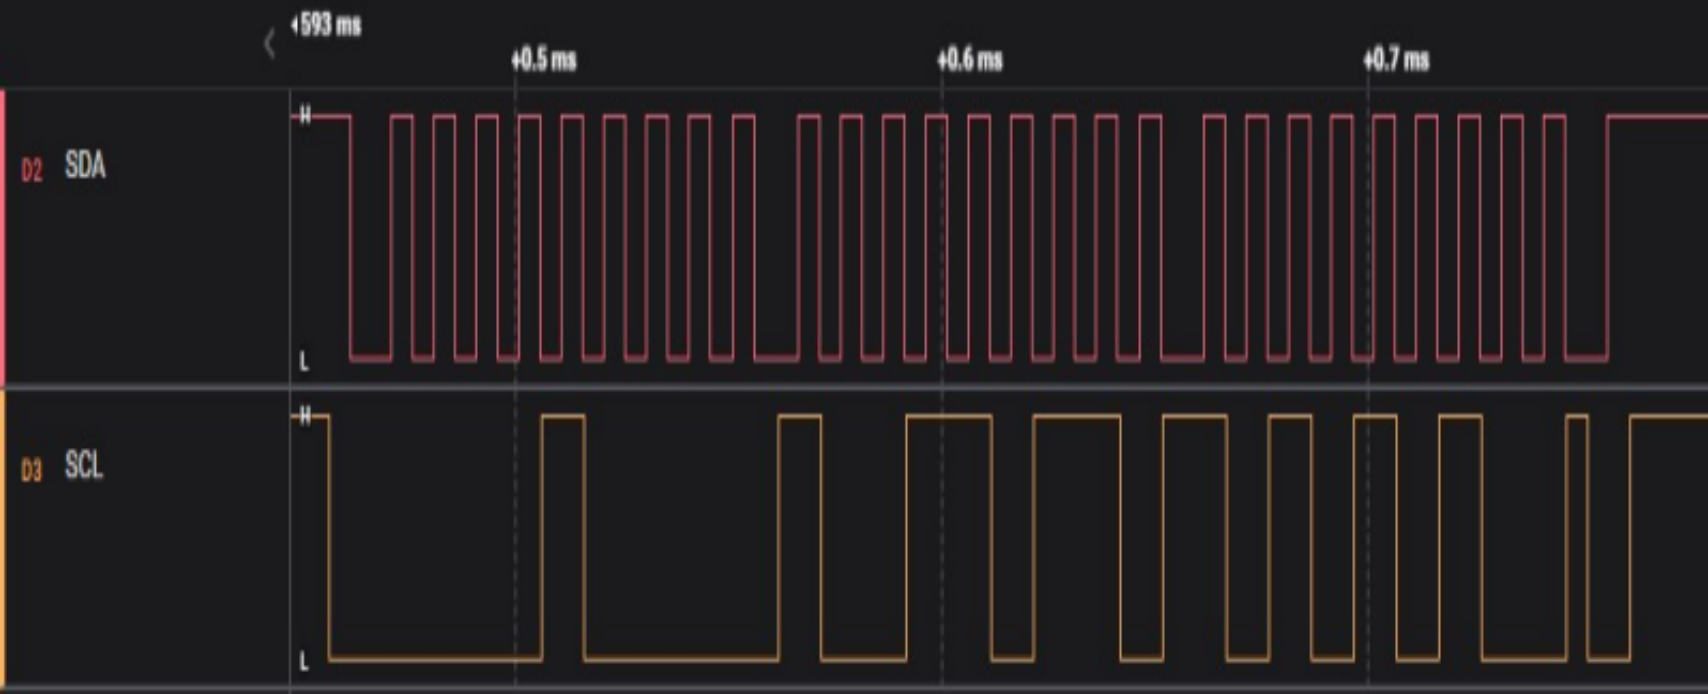 +593 ms
+0.5 ms
+0.6 ms
+0.7 ms
H
D2 SDA
L
H
D3 SCL
L